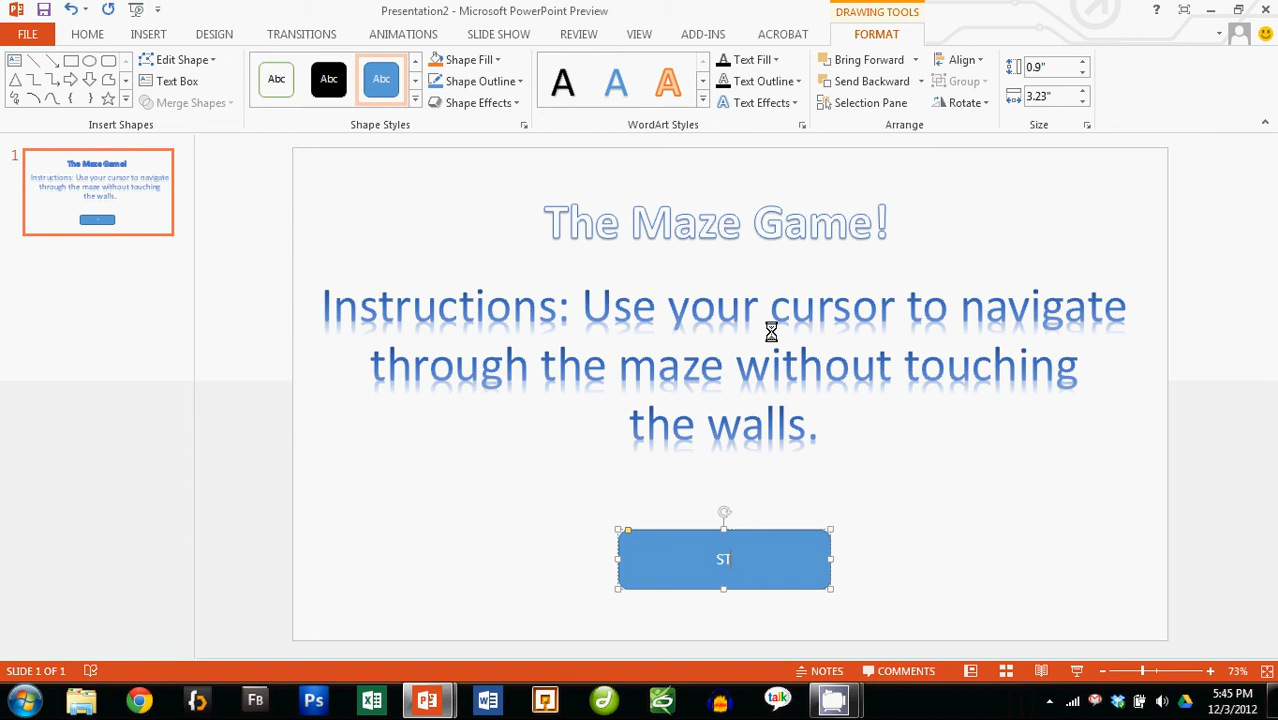 Presentation2 - Microsoft PowerPoint Preview
DRAWING TOOLS
?
FILE
HOME
INSERT
DESIGN
TRANSITIONS
ANIMATIONS
SLIDE SHOW
REVIEW
VIEW
ADD-INS
ACROBAT
FORMAT
Edit Shape
Text Box
Merge Shapes
Insert Shapes
Abc
Abc
Abc
Shape Fill
Shape Outline
Shape Effects
Shape Styles
A
A
A
Text Fill
Text Outline
Text Effects
WordArt Styles
Bring Forward
Send Backward
Selection Pane
Align
Group
Rotate
Arrange
0.9"
3.23"
Size
1
The Maze Game!
Instructions: Use your cursor to navigate
through the maze without touching
the walls.
The Maze Game!
Instructions: Use your cursor to navigate
through the maze without touching
the walls.
ST
SLIDE 1 OF 1
NOTES
COMMENTS
73%
Fb
Ps
talk
5:45 PM
12/3/2012